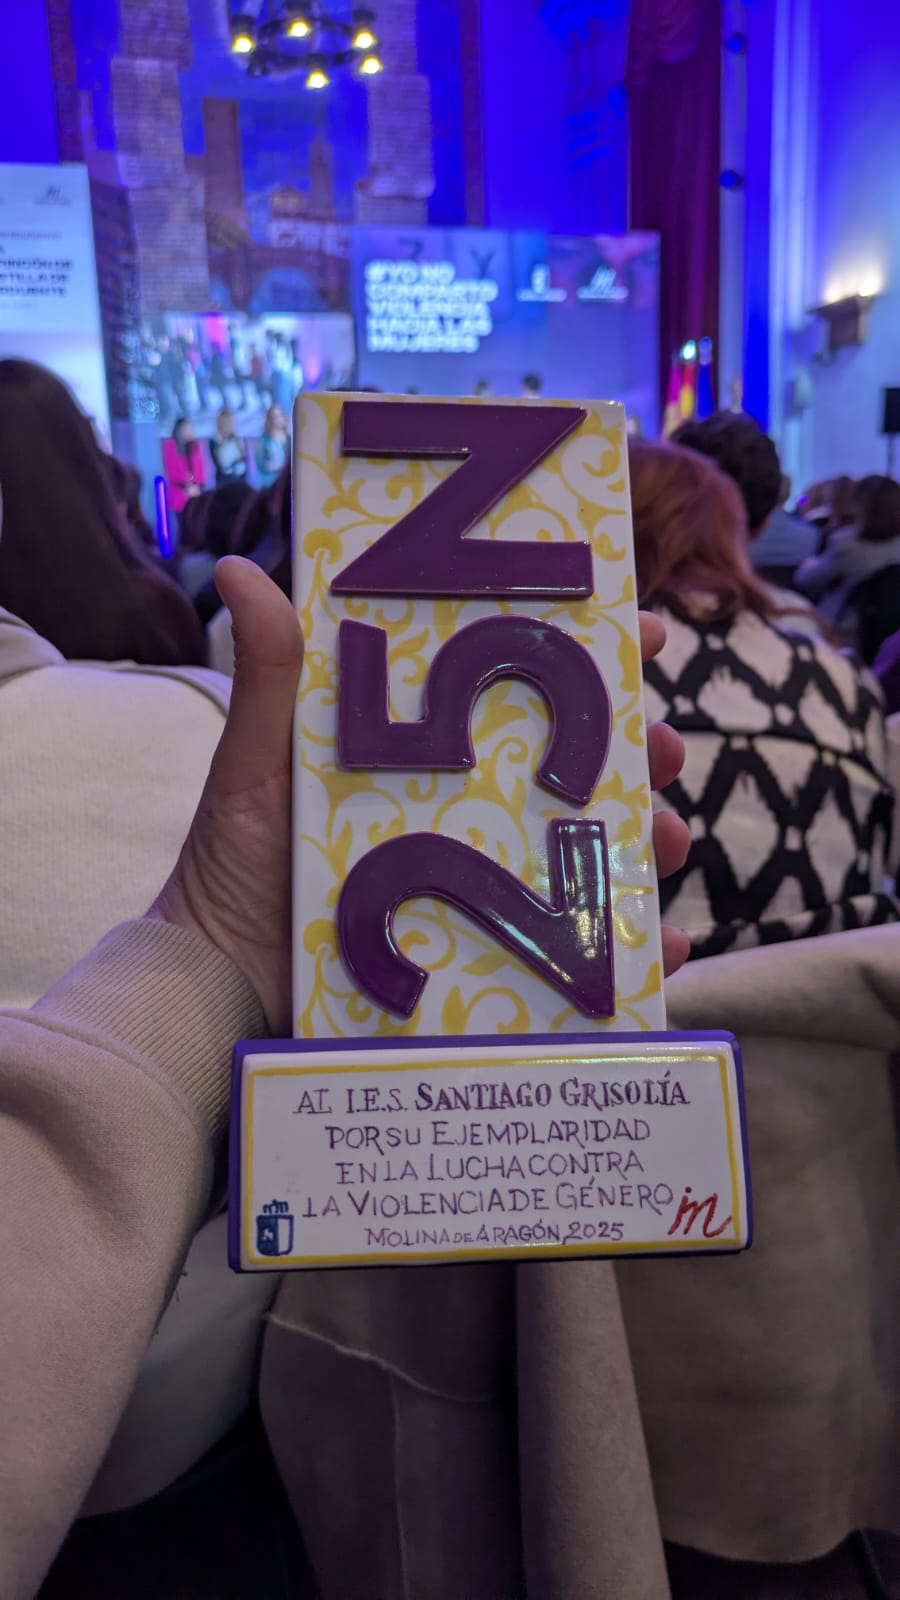 #YO NO
COMPARTO
VIOLENCIA
HACIA LAS
MUJERES
25N
AL I.E.S. SANTIAGO GRISOLÍA
POR SU EJEMPLARIDAD
EN LA LUCHA CONTRA
LA VIOLENCIA DE GÉNERO
MOLINA DE ARAGÓN, 2025
im